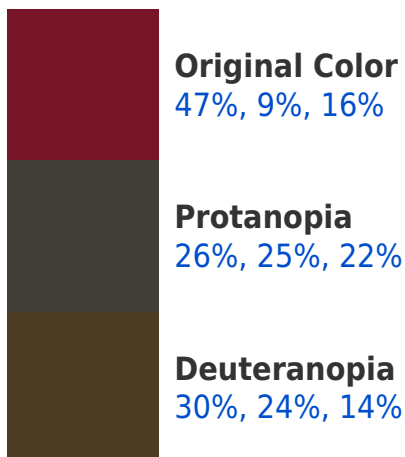 Original Color
47%, 9%, 16%
Protanopia
26%, 25%, 22%
Deuteranopia
30%, 24%, 14%